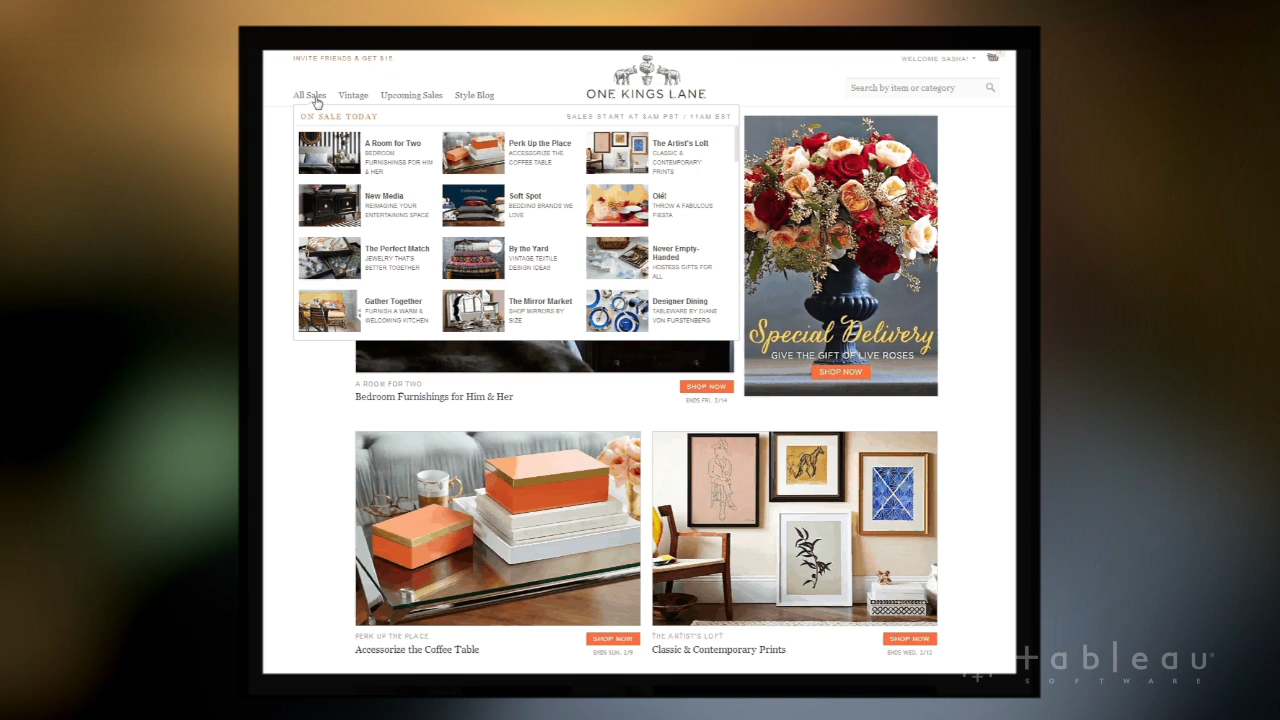 INVITE FRIENDS & GET $15
WELCOME SASHA!
ONE KINGS LANE
Search by item or category
All Sales Vintage Upcoming Sales Style Blog
ON SALE TODAY
SALES START AT 8AM PST / 11AM EST
A Room for Two
BEDROOM
FURNISHINGS FOR HIM
& HER
Perk Up the Place
ACCESSORIZE THE
COFFEE TABLE
The Artist's Loft
CLASSIC &
CONTEMPORARY
PRINTS
New Media
REIMAGINE YOUR
ENTERTAINING SPACE
Soft Spot
BEDDING BRANDS WE
LOVE
Olé!
THROW A FABULOUS
FIESTA
The Perfect Match
JEWELRY THAT'S
BETTER TOGETHER
By the Yard
VINTAGE TEXTILE
DESIGN IDEAS
Never Empty-
Handed
HOSTESS GIFTS FOR
ALL
Gather Together
FURNISH A WARM &
WELCOMING KITCHEN
The Mirror Market
SHOP MIRRORS BY
SIZE
Designer Dining
TABLEWARE BY DIANE
VON FURSTENBERG
Special Delivery
GIVE THE GIFT OF LIVE ROSES
SHOP NOW
A ROOM FOR TWO
Bedroom Furnishings for Him & Her
SHOP NOW
ENDS FRI. 2/14
PERK UP THE PLACE
Accessorize the Coffee Table
SHOP NOW
ENDS SUN. 2/9
THE ARTIST'S LOFT
Classic & Contemporary Prints
SHOP NOW
ENDS WED. 2/12
tableau
SOFTWARE